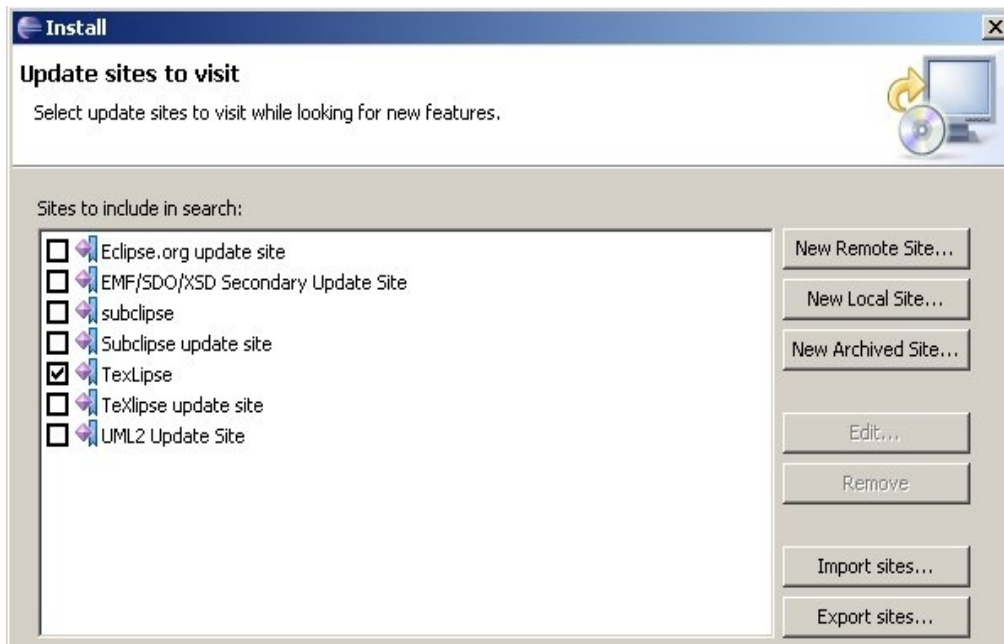 Install
Update sites to visit
Select update sites to visit while looking for new features.
Sites to include in search:
Eclipse.org update site
EMF/SDO/XSD Secondary Update Site
subclipse
Subclipse update site
TexLipse
TeXlipse update site
UML2 Update Site
New Remote Site...
New Local Site...
New Archived Site...
Edit...
Remove
Import sites...
Export sites...